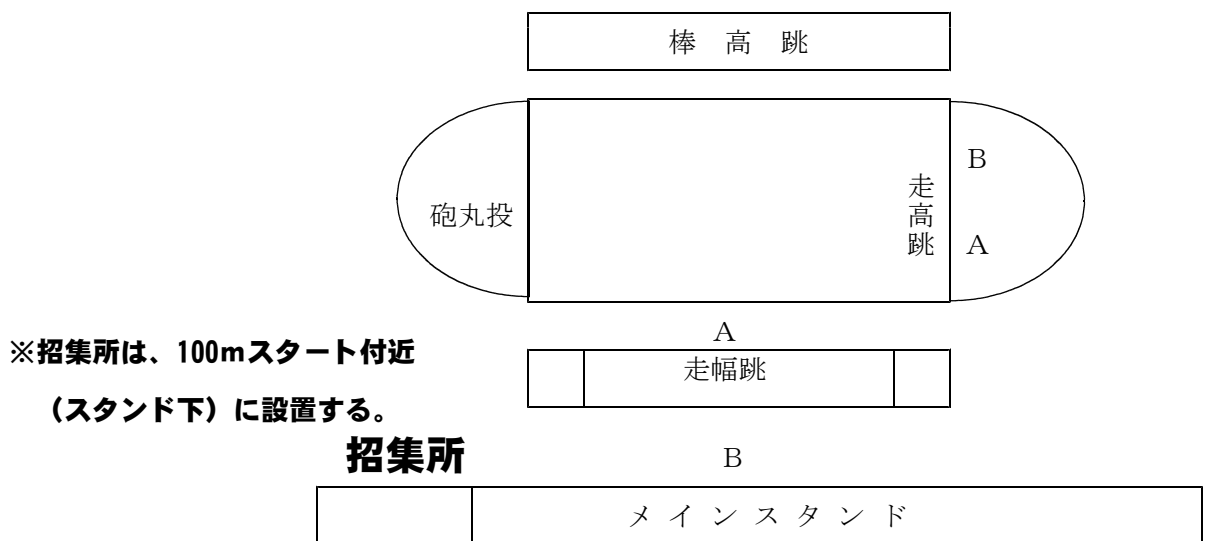 棒 高 跳
B
砲丸投
走高跳
A
A
※招集所は、100mスタート付近
走幅跳
(スタンド下)に設置する。
招集所
B
メ イ ン ス タ ン ド